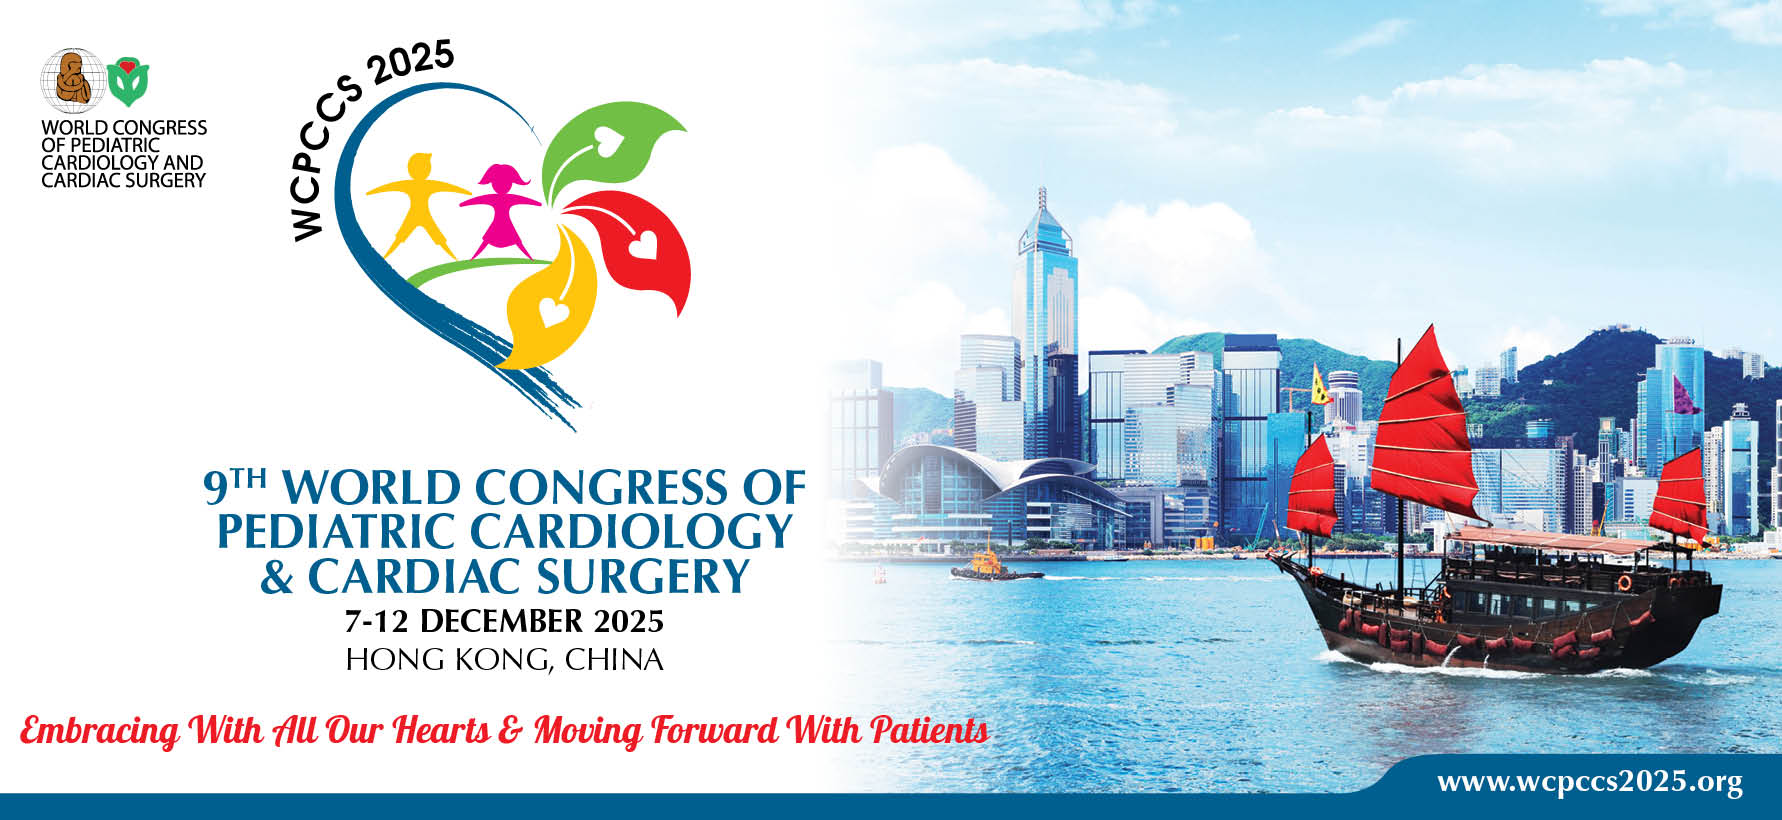 WORLD CONGRESS
OF PEDIATRIC
CARDIOLOGY AND
CARDIAC SURGERY
WCPCCS 2025
9TH WORLD CONGRESS OF
PEDIATRIC CARDIOLOGY
& CARDIAC SURGERY
7-12 DECEMBER 2025
HONG KONG, CHINA
Embracing With All Our Hearts & Moving Forward With Patients
www.wcpccs2025.org